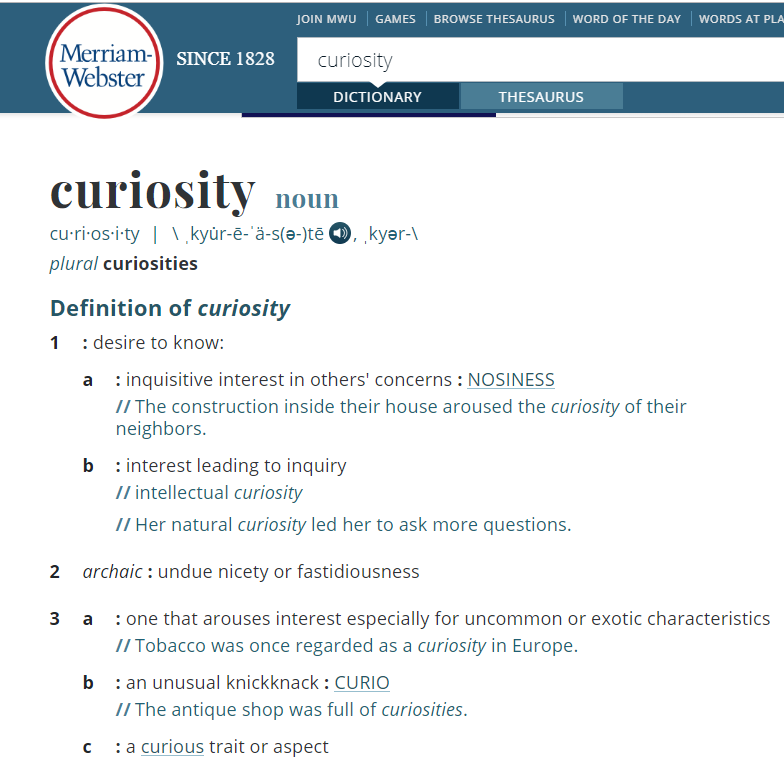 JOIN MWU | GAMES | BROWSE THESAURUS | WORD OF THE DAY | WORDS AT
Merriam-
Webster
SINCE 1828
curiosity
DICTIONARY
THESAURUS
curiosity noun
cu·ri·os·i·ty | \ ˌkyu̇r-ē-ˈä-s(ə-)tē , ˌkyər-\
plural curiosities
Definition of curiosity
1 : desire to know:
a : inquisitive interest in others' concerns : NOSINESS
// The construction inside their house aroused the curiosity of their
neighbors.
b : interest leading to inquiry
// intellectual curiosity
// Her natural curiosity led her to ask more questions.
2 archaic : undue nicety or fastidiousness
3 a : one that arouses interest especially for uncommon or exotic characteristics
// Tobacco was once regarded as a curiosity in Europe.
b : an unusual knickknack : CURIO
// The antique shop was full of curiosities.
c : a curious trait or aspect